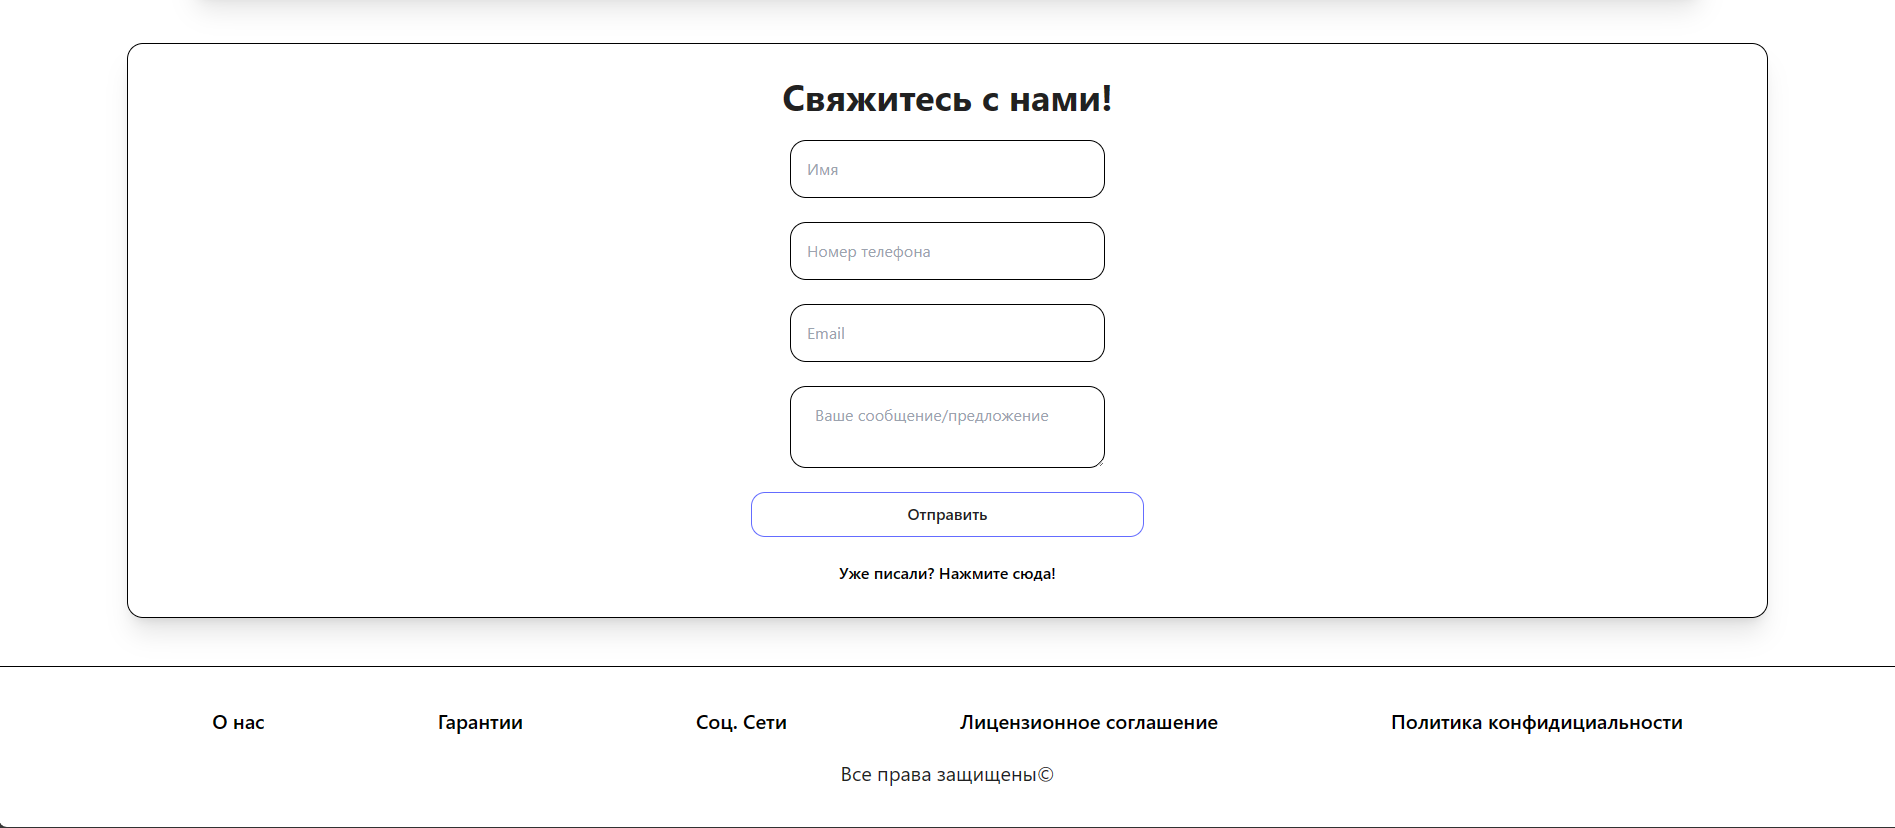 Свяжитесь с нами!
Имя
Номер телефона
Email
Ваше сообщение/предложение
Отправить
Уже писали? Нажмите сюда!
О нас Гарантии Соц. Сети Лицензионное соглашение Политика конфидициальности
Все права защищены©